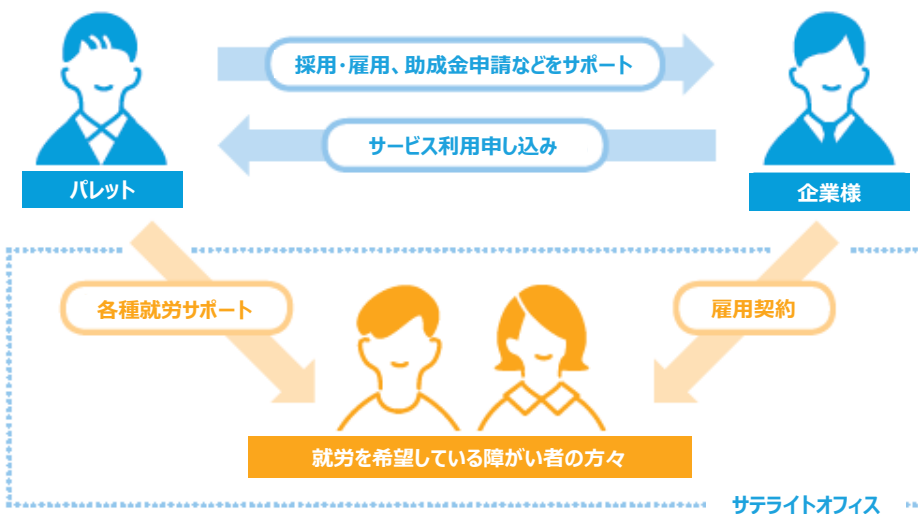 採用・雇用、助成金申請などをサポート
サービス利用申し込み
パレット
企業様
各種就労サポート
雇用契約
就労を希望している障がい者の方々
サテライトオフィス